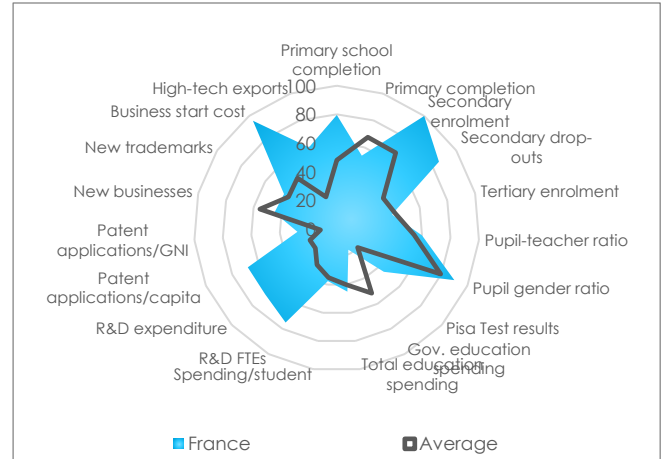 Primary school
completion
Primary completion
Secondary
enrolment
Secondary drop-
outs
Tertiary enrolment
Pupil-teacher ratio
Pupil gender ratio
Pisa Test results
Gov. education
spending
Total education
spending
Spending/student
R&D FTEs
R&D expenditure
Patent
applications/capita
Patent
applications/GNI
New businesses
New trademarks
Business start cost
High-tech exports
100
80
60
40
20
0
France
Average